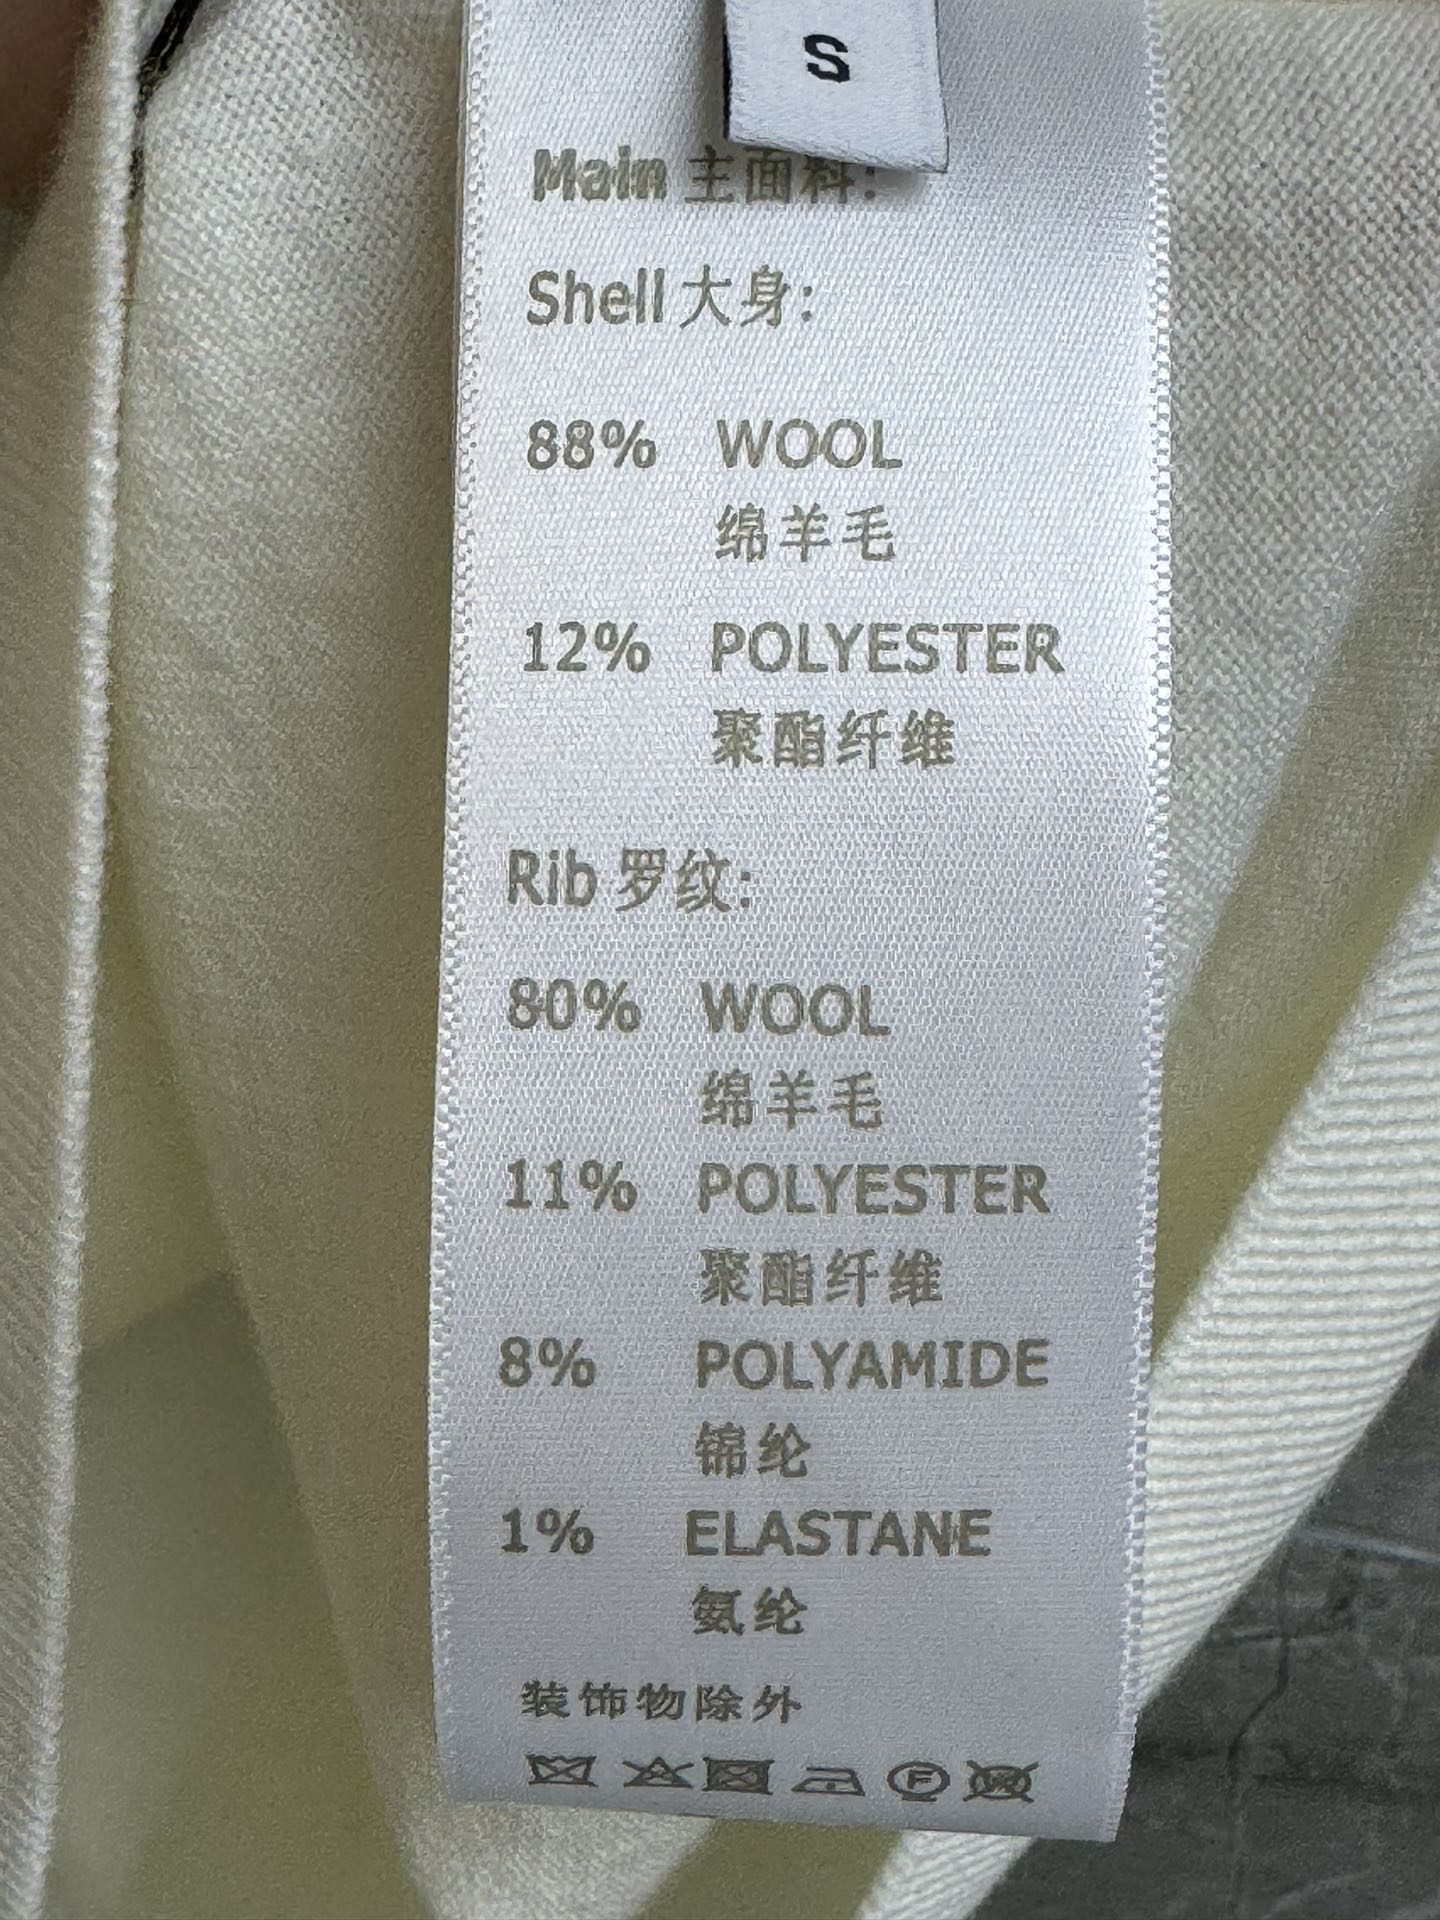 S
Main 主面料:
Shell 大身:
88% WOOL
绵羊毛
12% POLYESTER
聚酯纤维
Rib 罗纹:
80% WOOL
绵羊毛
11% POLYESTER
聚酯纤维
8% POLYAMIDE
锦纶
1% ELASTANE
氨纶
装饰物除外
F